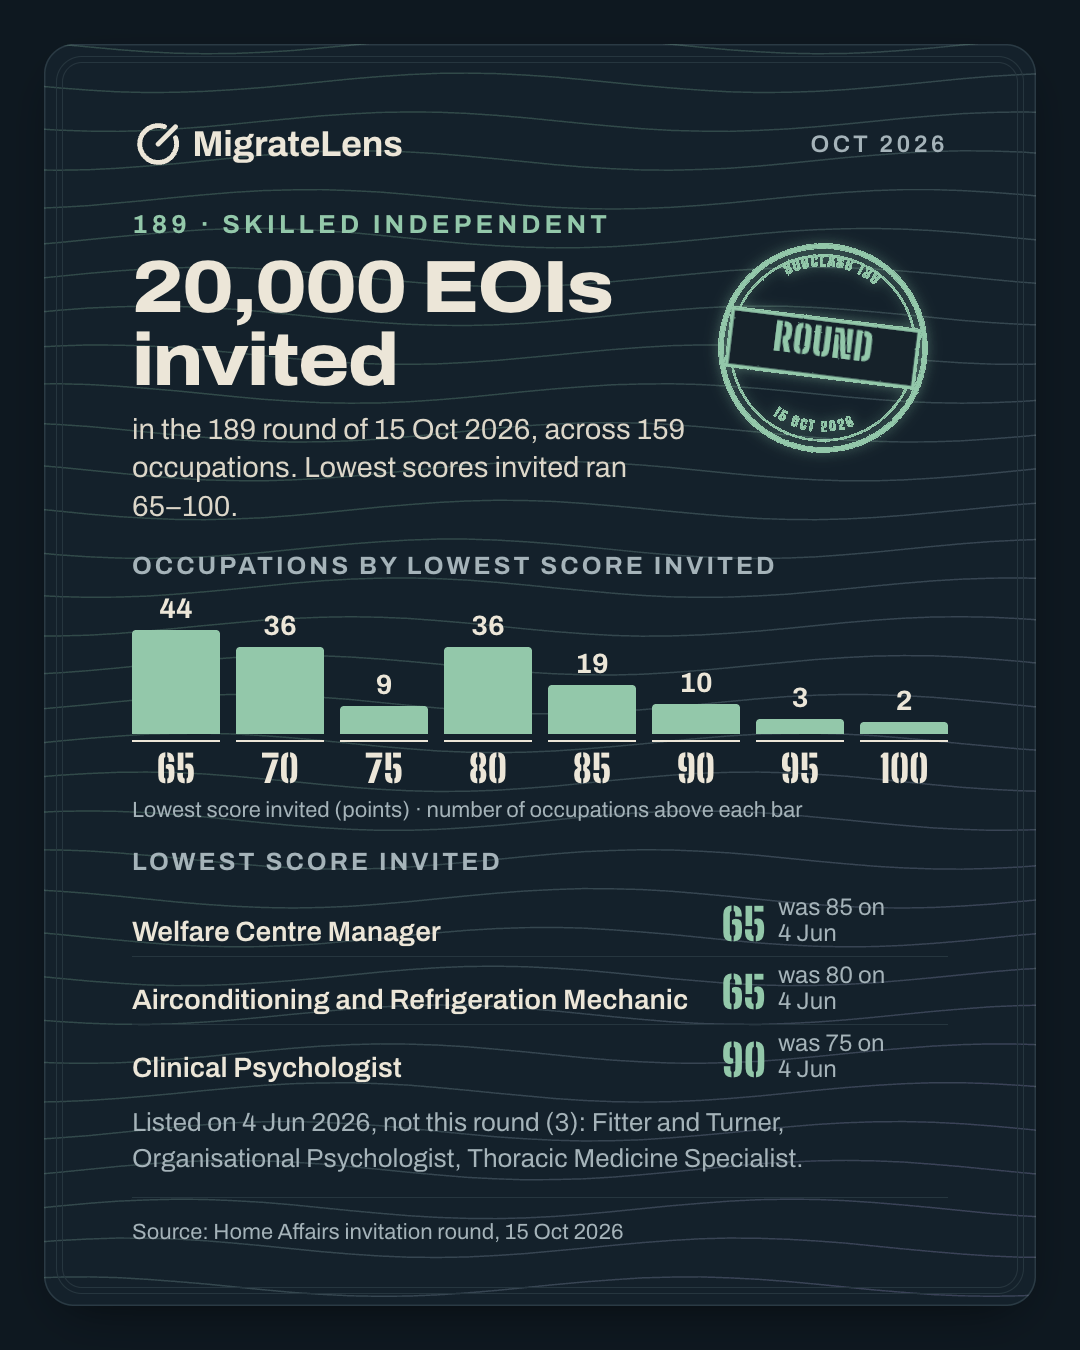 MigrateLens
OCT 2026
189 · SKILLED INDEPENDENT
20,000 EOIs
invited
SUBCLASS 189
ROUND
15 OCT 2026
in the 189 round of 15 Oct 2026, across 159
occupations. Lowest scores invited ran
65–100.
OCCUPATIONS BY LOWEST SCORE INVITED
44 36 9 36 19 10 3 2
65 70 75 80 85 90 95 100
Lowest score invited (points) · number of occupations above each bar
LOWEST SCORE INVITED
Welfare Centre Manager 65 was 85 on
4 Jun
Airconditioning and Refrigeration Mechanic 65 was 80 on
4 Jun
Clinical Psychologist 90 was 75 on
4 Jun
Listed on 4 Jun 2026, not this round (3): Fitter and Turner,
Organisational Psychologist, Thoracic Medicine Specialist.
Source: Home Affairs invitation round, 15 Oct 2026